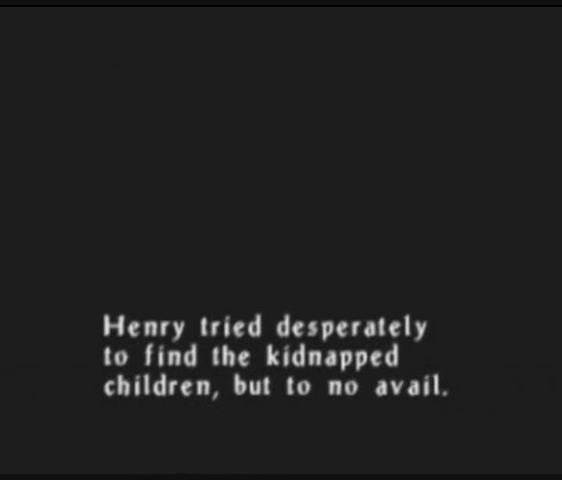 Henry tried desperately
to find the kidnapped
children, but to no avail.